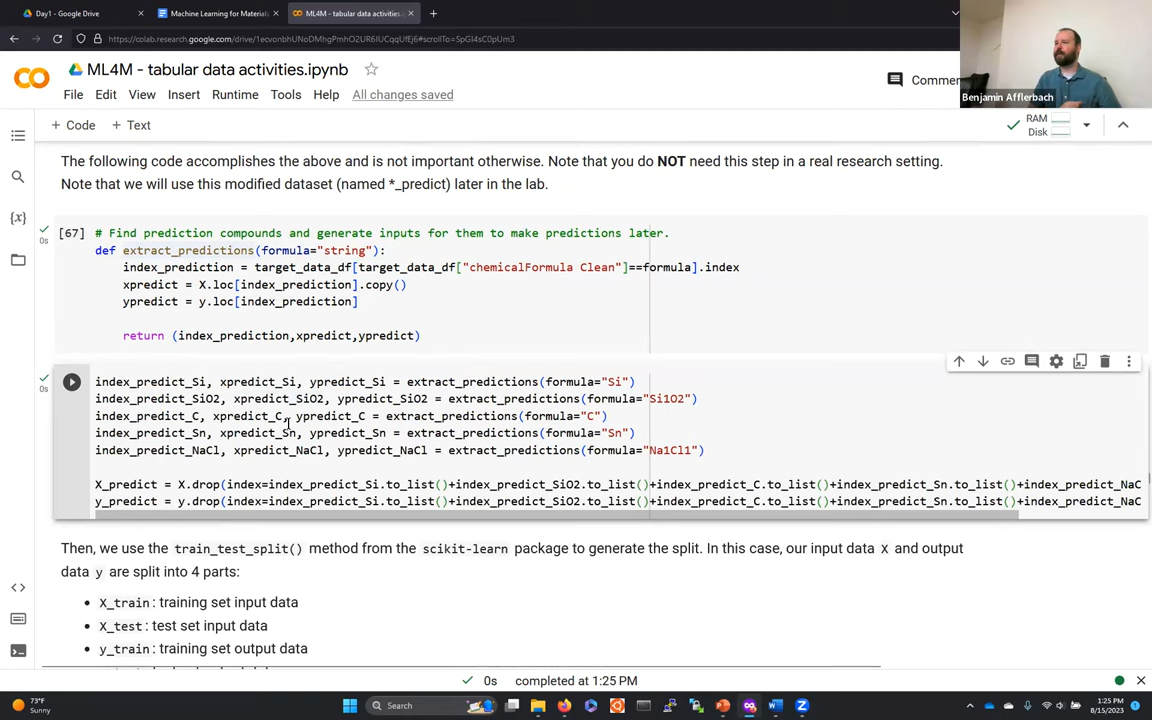 Day1 - Google Drive
Machine Learning for Materials
ML4M - tabular data activities.
https://colab.research.google.com/drive/
ML4M - tabular data activities.ipynb
Comme
Benjamin Afflerbach
File Edit View Insert Runtime Tools Help All changes saved
+ Code + Text
RAM
Disk
The following code accomplishes the above and is not important otherwise. Note that you do NOT need this step in a real research setting.
Note that we will use this modified dataset (named *_predict) later in the lab.
[67] # Find prediction compounds and generate inputs for them to make predictions later.
0s
def extract_predictions(formula="string"):
index_prediction = target_data_df[target_data_df["chemicalFormula Clean"]==formula].index
xpredict = X.loc[index_prediction].copy()
ypredict = y.loc[index_prediction]
return (index_prediction,xpredict,ypredict)
0s
index_predict_Si, xpredict_Si, ypredict_Si = extract_predictions(formula="Si")
index_predict_SiO2, xpredict_SiO2, ypredict_SiO2 = extract_predictions(formula="Si1O2")
index_predict_C, xpredict_C, ypredict_C = extract_predictions(formula="C")
index_predict_Sn, xpredict_Sn, ypredict_Sn = extract_predictions(formula="Sn")
index_predict_NaCl, xpredict_NaCl, ypredict_NaCl = extract_predictions(formula="Na1Cl1")
X_predict = X.drop(index=index_predict_Si.to_list()+index_predict_SiO2.to_list()+index_predict_C.to_list()+index_predict_Sn.to_list()+index_predict_NaC
y_predict = y.drop(index=index_predict_Si.to_list()+index_predict_SiO2.to_list()+index_predict_C.to_list()+index_predict_Sn.to_list()+index_predict_NaC
Then, we use the train_test_split() method from the scikit-learn package to generate the split. In this case, our input data X and output
data y are split into 4 parts:
• X_train: training set input data
• X_test: test set input data
• y_train: training set output data
0s completed at 1:25 PM
73°F
Sunny
Search
1:25 PM
8/15/2023